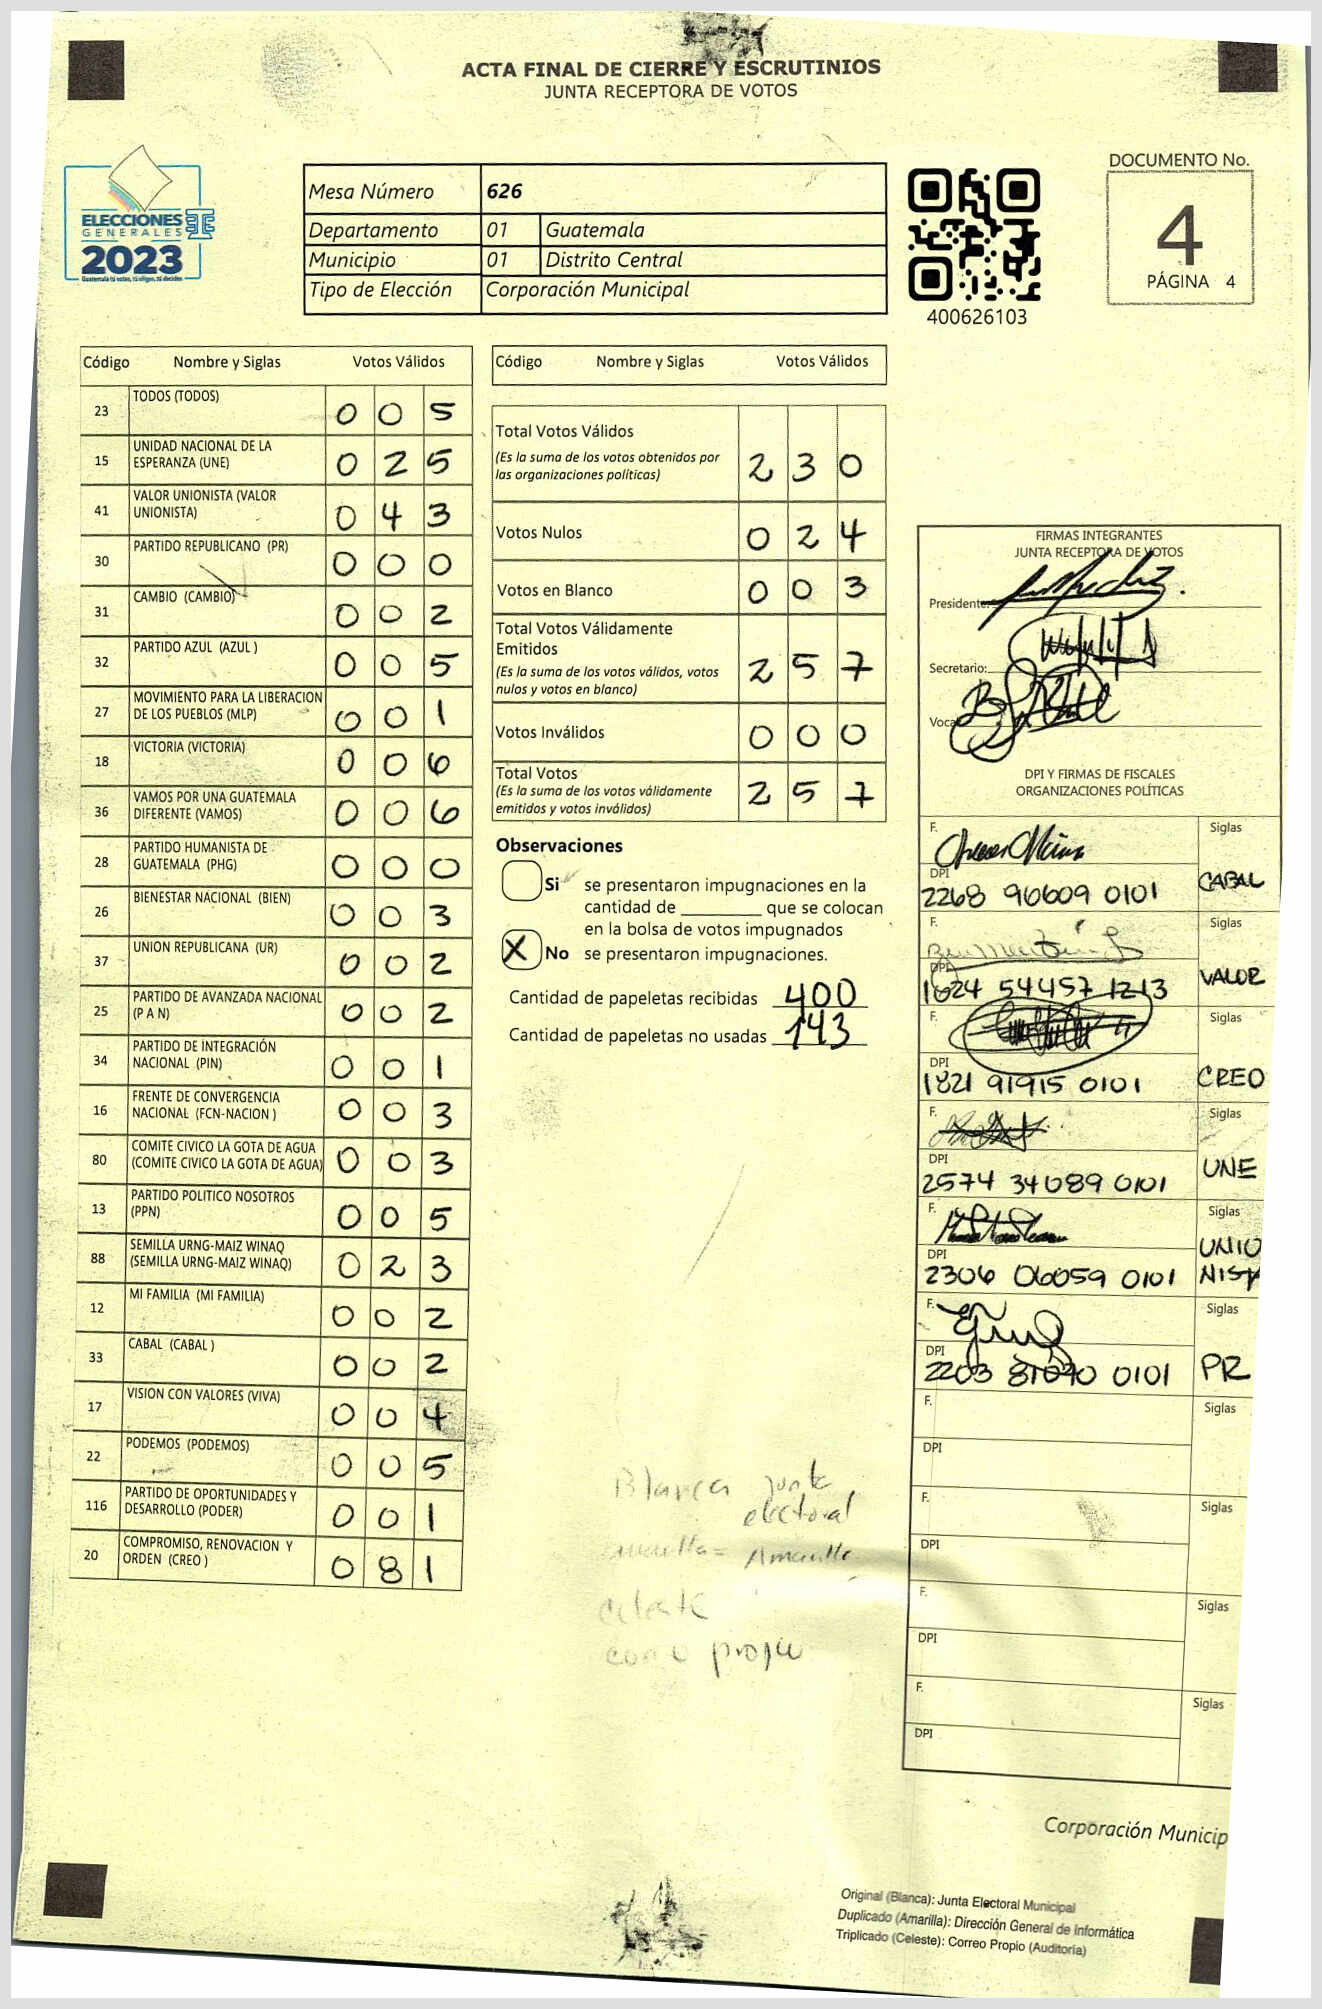 ACTA FINAL DE CIERRE Y ESCRUTINIOS
JUNTA RECEPTORA DE VOTOS
ELECCIONES
GENERALES
2023
Guatemala tú votas, tú eliges, tú decides
Mesa Número 626
Departamento 01 Guatemala
Municipio 01 Distrito Central
Tipo de Elección Corporación Municipal
400626103
DOCUMENTO No.
4
PÁGINA 4
Código Nombre y Siglas Votos Válidos
23 TODOS (TODOS) 0 0 5
15 UNIDAD NACIONAL DE LA
ESPERANZA (UNE) 0 2 5
41 VALOR UNIONISTA (VALOR
UNIONISTA) 0 4 3
30 PARTIDO REPUBLICANO (PR) 0 0 0
31 CAMBIO (CAMBIO) 0 0 2
32 PARTIDO AZUL (AZUL ) 0 0 5
27 MOVIMIENTO PARA LA LIBERACION
DE LOS PUEBLOS (MLP) 0 0 1
18 VICTORIA (VICTORIA) 0 0 6
36 VAMOS POR UNA GUATEMALA
DIFERENTE (VAMOS) 0 0 6
28 PARTIDO HUMANISTA DE
GUATEMALA (PHG) 0 0 0
26 BIENESTAR NACIONAL (BIEN) 0 0 3
37 UNION REPUBLICANA (UR) 0 0 2
25 PARTIDO DE AVANZADA NACIONAL
(P A N) 0 0 2
34 PARTIDO DE INTEGRACIÓN
NACIONAL (PIN) 0 0 1
16 FRENTE DE CONVERGENCIA
NACIONAL (FCN-NACION ) 0 0 3
80 COMITE CIVICO LA GOTA DE AGUA
(COMITE CIVICO LA GOTA DE AGUA) 0 0 3
13 PARTIDO POLITICO NOSOTROS
(PPN) 0 0 5
88 SEMILLA URNG-MAIZ WINAQ
(SEMILLA URNG-MAIZ WINAQ) 0 2 3
12 MI FAMILIA (MI FAMILIA) 0 0 2
33 CABAL (CABAL ) 0 0 2
17 VISION CON VALORES (VIVA) 0 0 4
22 PODEMOS (PODEMOS) 0 0 5
116 PARTIDO DE OPORTUNIDADES Y
DESARROLLO (PODER) 0 0 1
20 COMPROMISO, RENOVACION Y
ORDEN (CREO ) 0 8 1
Código Nombre y Siglas Votos Válidos
Total Votos Válidos
(Es la suma de los votos obtenidos por
las organizaciones políticas) 2 3 0
Votos Nulos 0 2 4
Votos en Blanco 0 0 3
Total Votos Válidamente
Emitidos
(Es la suma de los votos válidos, votos
nulos y votos en blanco) 2 5 7
Votos Inválidos 0 0 0
Total Votos
(Es la suma de los votos válidamente
emitidos y votos inválidos) 2 5 7
Observaciones
Si se presentaron impugnaciones en la
cantidad de ________ que se colocan
en la bolsa de votos impugnados
X No se presentaron impugnaciones.
Cantidad de papeletas recibidas 400
Cantidad de papeletas no usadas 143
Blanca junta
electoral
Amarilla
celeste
propio
FIRMAS INTEGRANTES
JUNTA RECEPTORA DE VOTOS
Presidente:
Secretario:
Vocal
DPI Y FIRMAS DE FISCALES
ORGANIZACIONES POLÍTICAS
F. Siglas
DPI CABAL
2268 90609 0101
F. Siglas
DPI VALOR
1624 54457 1213
F. Siglas
DPI CREO
1821 91915 0101
F. Siglas
DPI UNE
2574 34089 0101
F. Siglas
DPI UNIO
2306 06059 0101 NISTA
F. Siglas
DPI PR
2203 81070 0101
F. Siglas
DPI
F. Siglas
DPI
F. Siglas
DPI
F. Siglas
DPI
Corporación Municip
Original (Blanca): Junta Electoral Municipal
Duplicado (Amarilla): Dirección General de Informática
Triplicado (Celeste): Correo Propio (Auditoría)